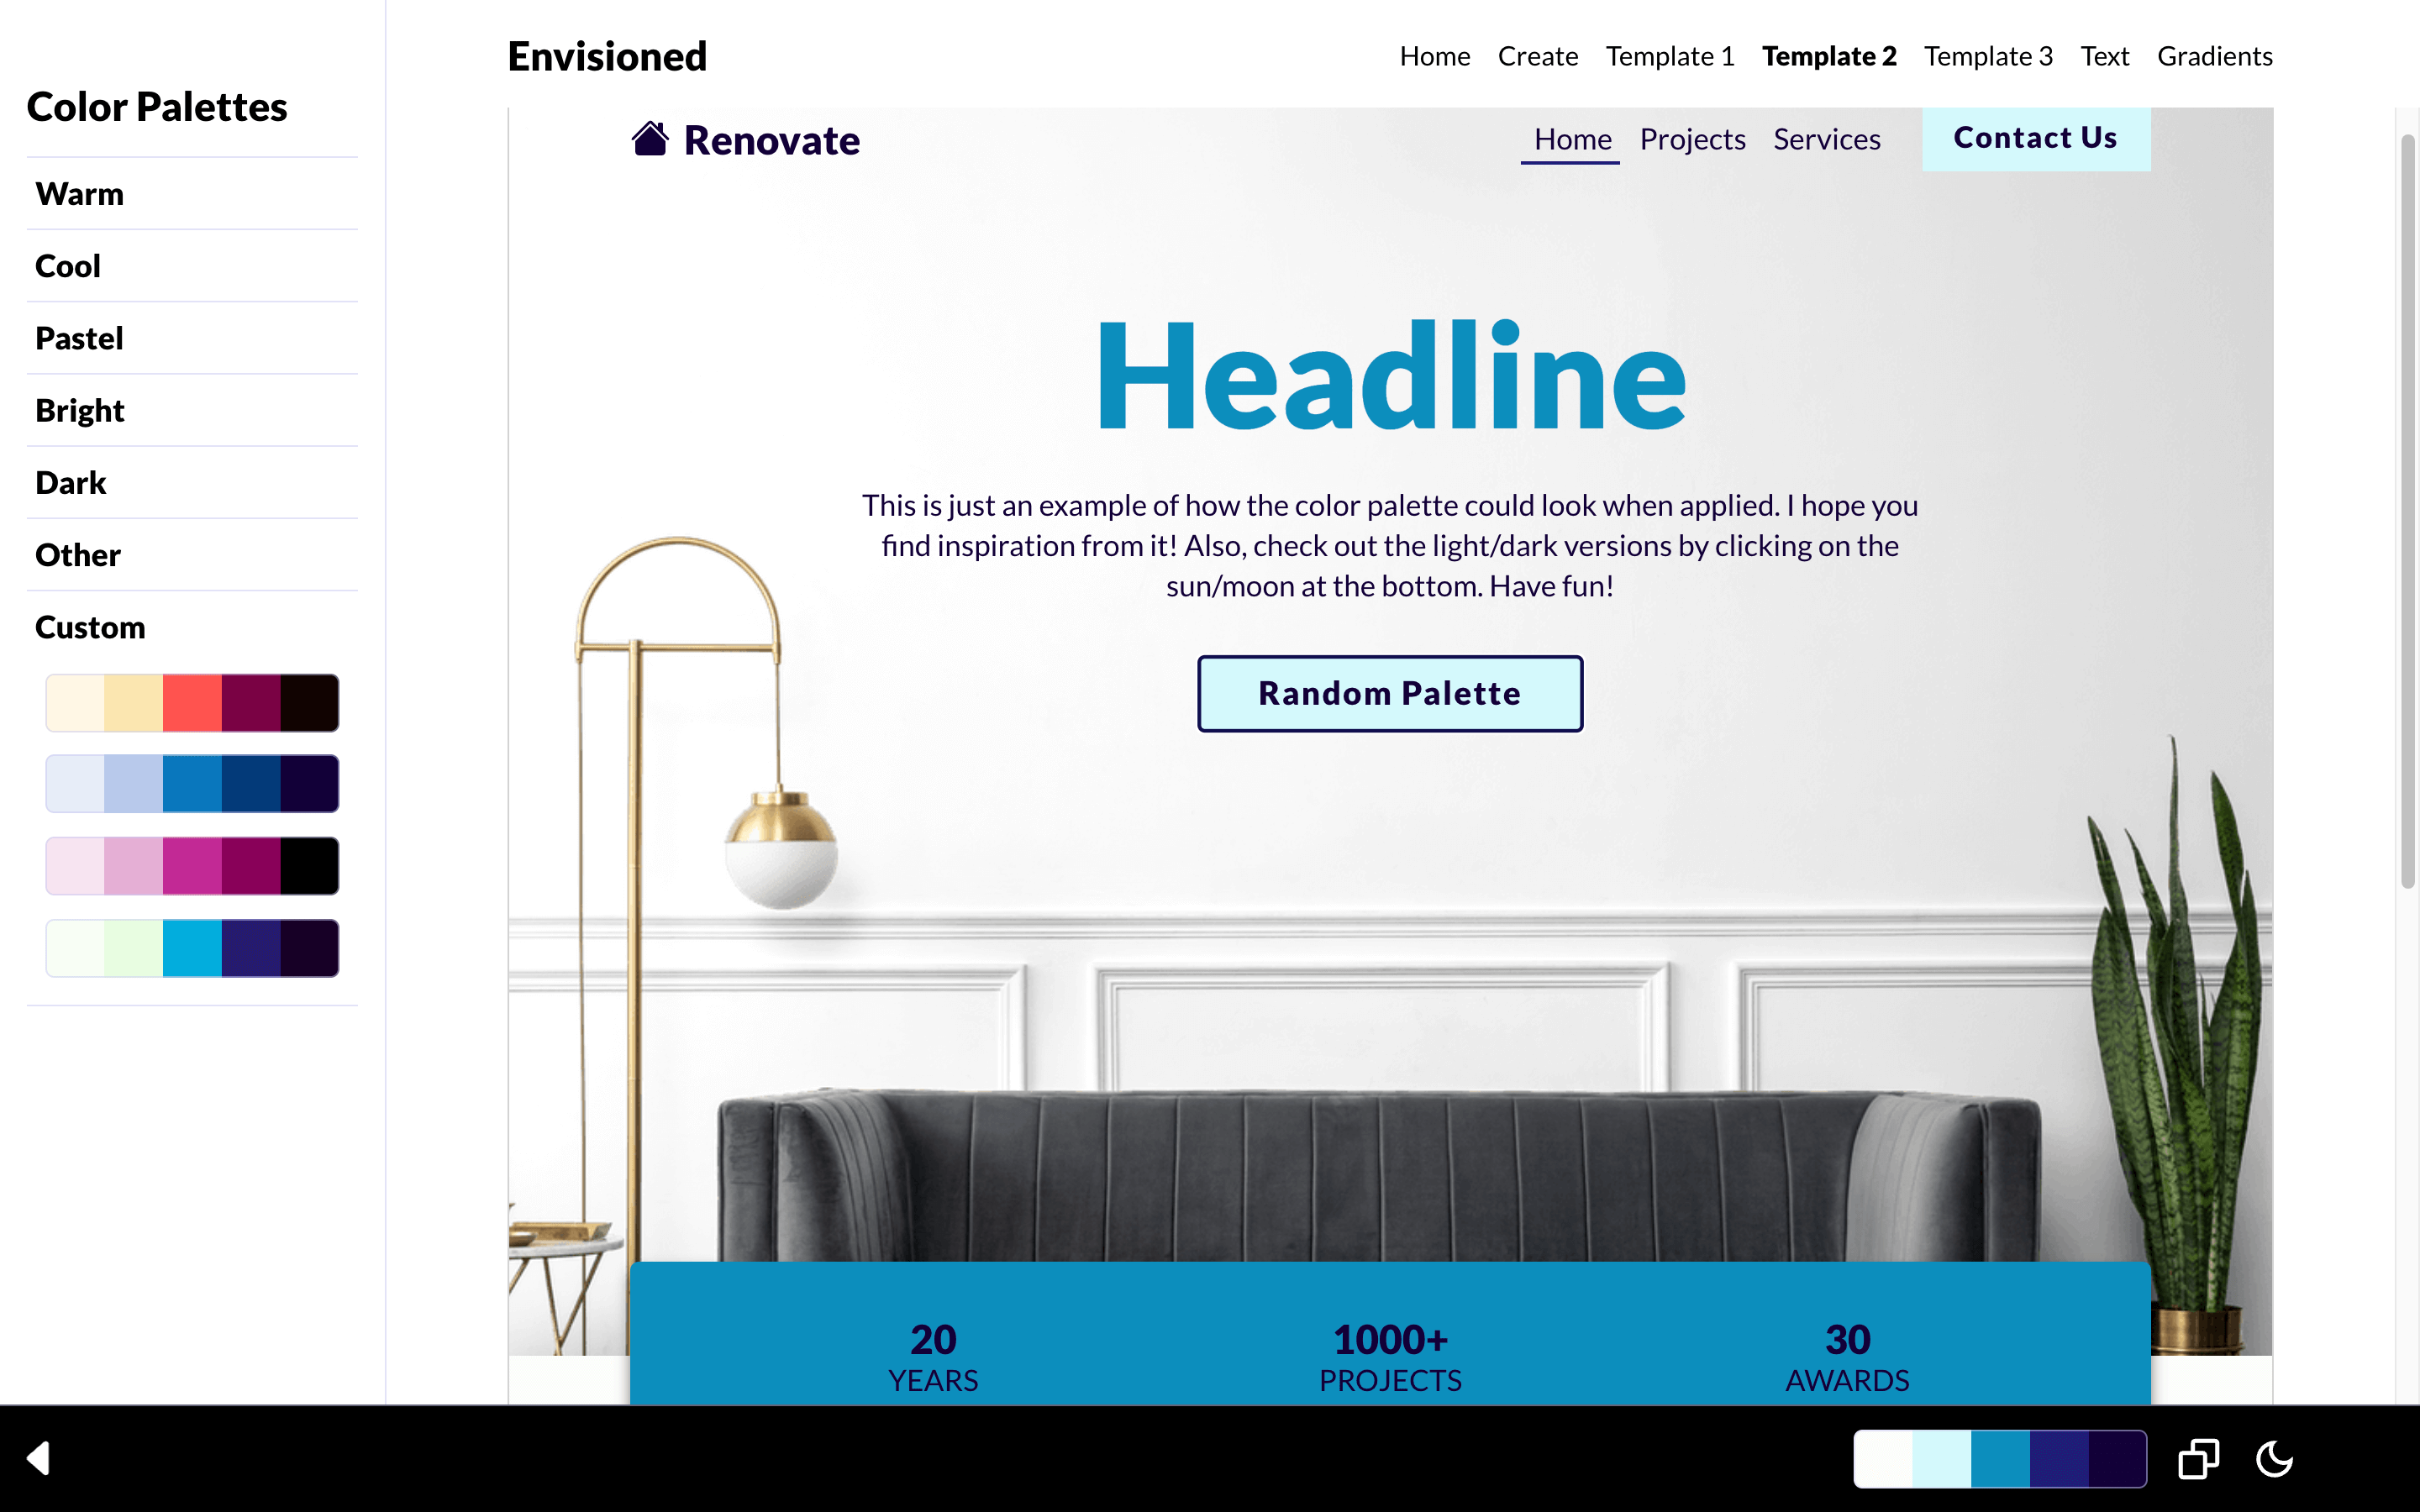 Color Palettes
Warm
Cool
Pastel
Bright
Dark
Other
Custom
Envisioned
Home Create Template 1 Template 2 Template 3 Text Gradients
Renovate
Home Projects Services Contact Us
Headline
This is just an example of how the color palette could look when applied. I hope you
find inspiration from it! Also, check out the light/dark versions by clicking on the
sun/moon at the bottom. Have fun!
Random Palette
20 1000+ 30
YEARS PROJECTS AWARDS